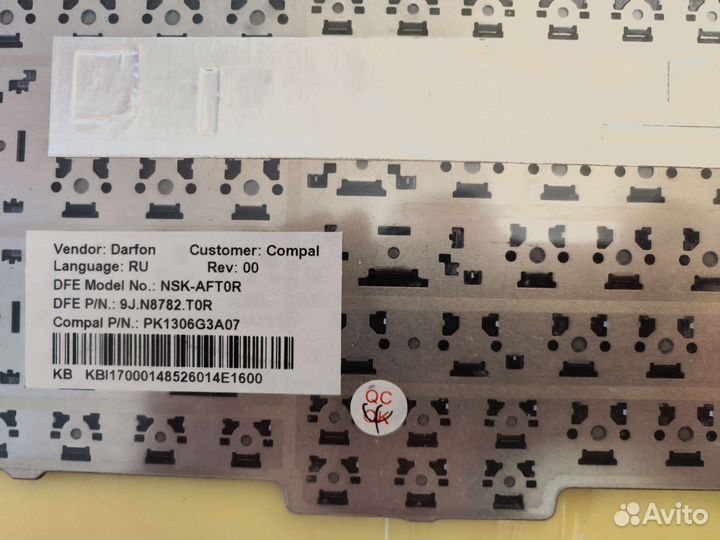 Vendor: Darfon Customer: Compal
Language: RU Rev: 00
DFE Model No.: NSK-AFT0R
DFE P/N.: 9J.N8782.T0R
Compal P/N.: PK1306G3A07
KB KBI17000148526014E1600
QC
OK
Avito